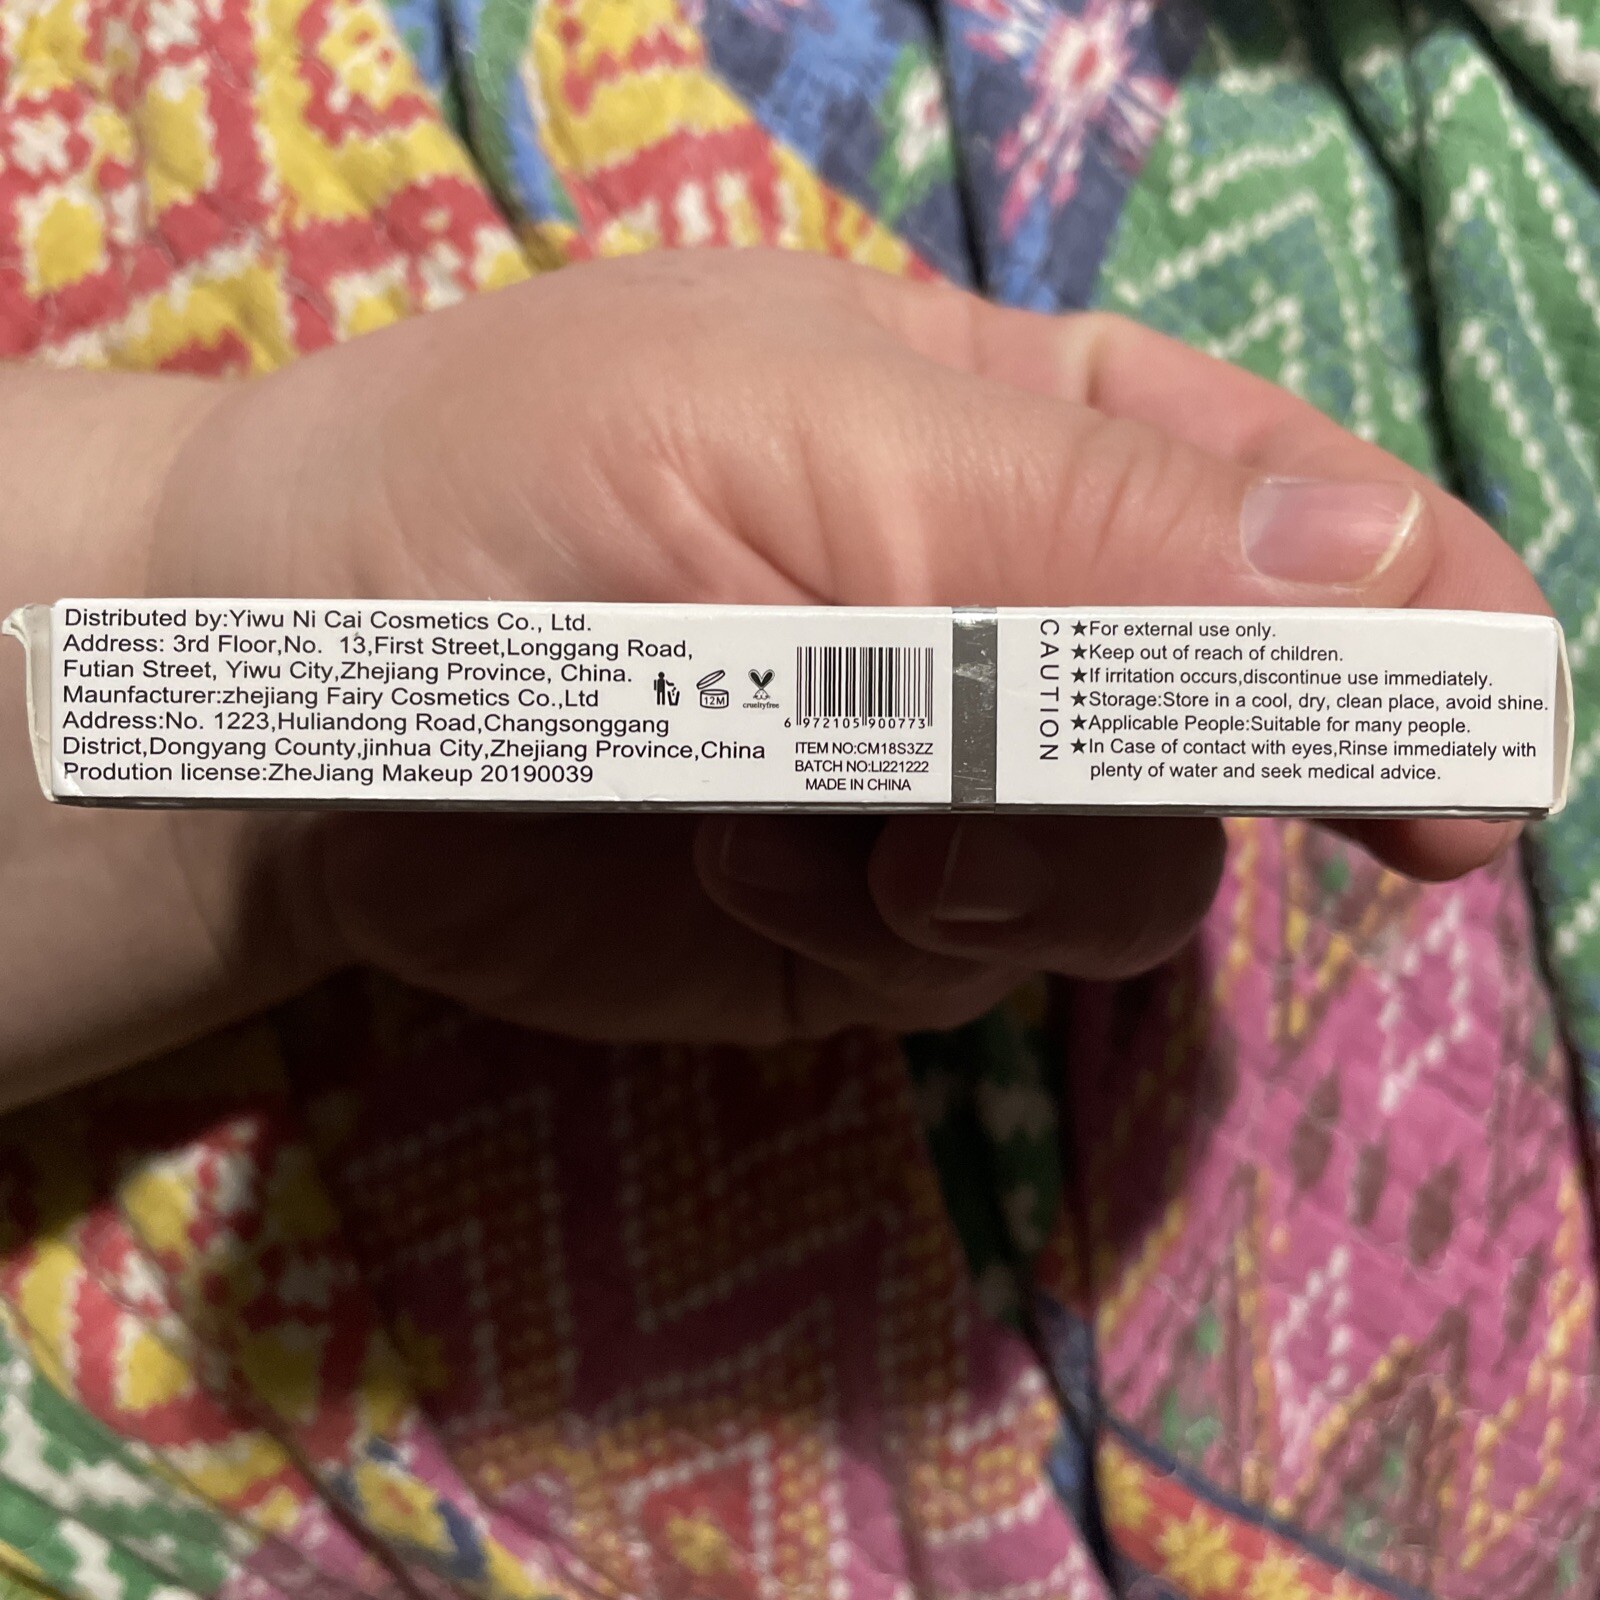 Distributed by:Yiwu Ni Cai Cosmetics Co., Ltd.
Address: 3rd Floor,No. 13,First Street,Longgang Road,
Futian Street, Yiwu City,Zhejiang Province, China.
Maunfacturer:zhejiang Fairy Cosmetics Co.,Ltd
Address:No. 1223,Huliandong Road,Changsonggang
District,Dongyang County,jinhua City,Zhejiang Province,China
Prodution license:ZheJiang Makeup 20190039
12M
crueltyfree
6 972105 900773
ITEM NO:CM18S3ZZ
BATCH NO:LI221222
MADE IN CHINA
CAUTION
★For external use only.
★Keep out of reach of children.
★If irritation occurs,discontinue use immediately.
★Storage:Store in a cool, dry, clean place, avoid shine.
★Applicable People:Suitable for many people.
★In Case of contact with eyes,Rinse immediately with
plenty of water and seek medical advice.